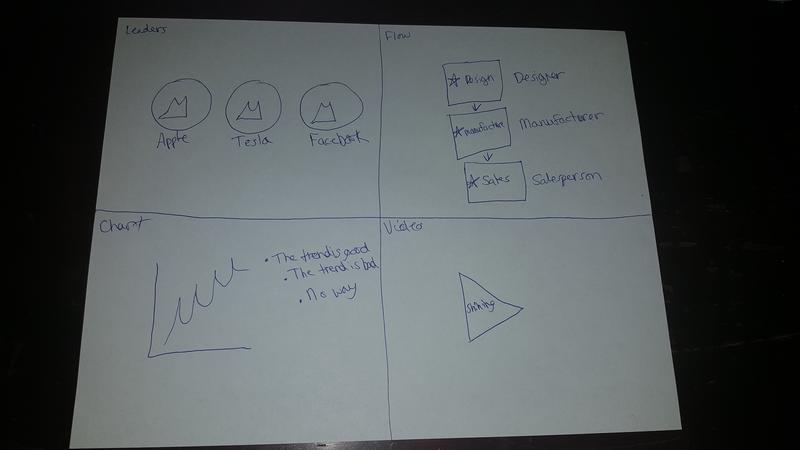 Leaders
Apple
Tesla
Facebook
Flow
Design
Designer
manufacture
Manufacturer
Sales
Salesperson
Chart
• The trend is good
• The trend is bad
• No way
Video
Shining